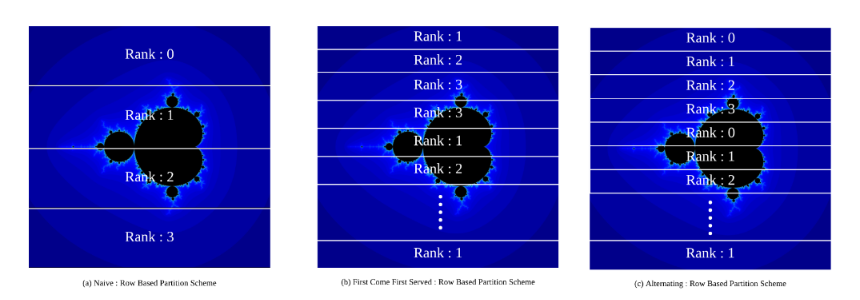 Rank : 0
Rank : 1
Rank : 2
Rank : 3
(a) Naive : Row Based Partition Scheme
Rank : 1
Rank : 2
Rank : 3
Rank : 3
Rank : 1
Rank : 2
Rank : 1
(b) First Come First Served : Row Based Partition Scheme
Rank : 0
Rank : 1
Rank : 2
Rank : 3
Rank : 0
Rank : 1
Rank : 2
Rank : 1
(c) Alternating : Row Based Partition Scheme